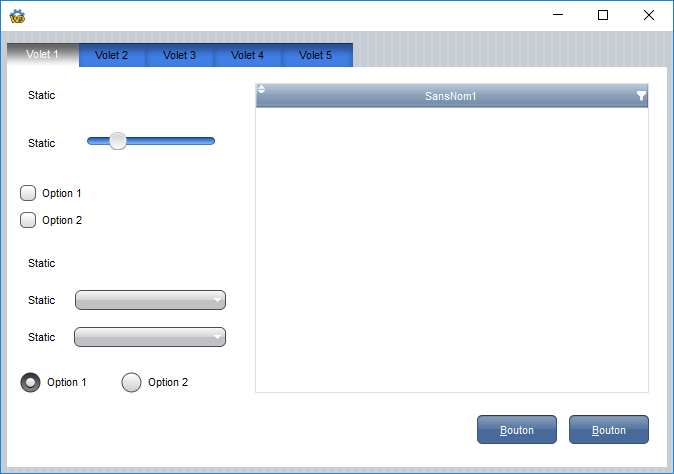 Volet 1 Volet 2 Volet 3 Volet 4 Volet 5
Static
SansNom1
Static
Option 1
Option 2
Static
Static
Static
Option 1 Option 2
Bouton Bouton